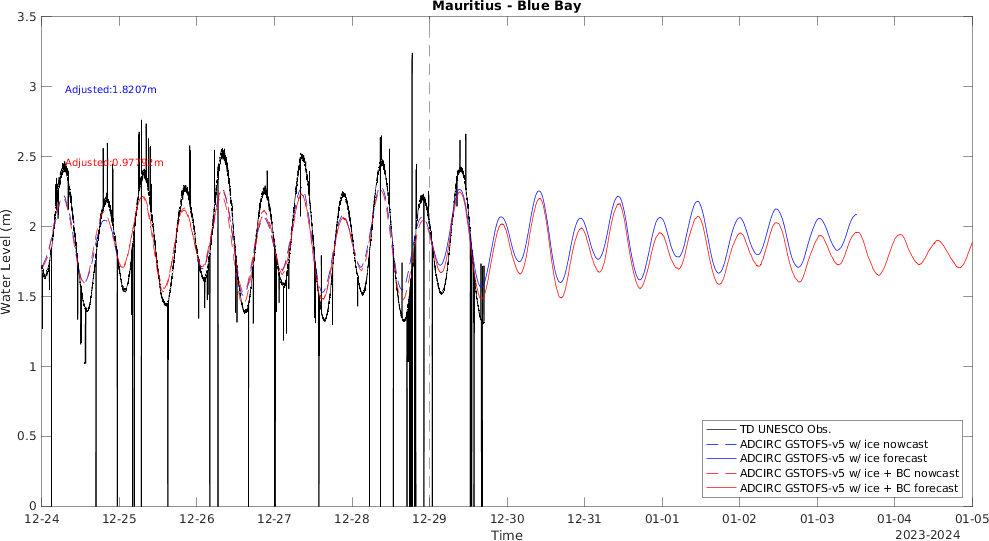 Mauritius - Blue Bay
3.5
3
2.5
2
1.5
1
0.5
0
Water Level (m)
Adjusted:1.8207m
12-24
12-25
12-26
12-27
12-28
12-29
12-30
12-31
01-01
01-02
01-03
01-04
01-05
Time
2023-2024
TD UNESCO Obs.
ADCIRC GSTOFS-v5 w/ ice nowcast
ADCIRC GSTOFS-v5 w/ ice forecast
ADCIRC GSTOFS-v5 w/ ice + BC nowcast
ADCIRC GSTOFS-v5 w/ ice + BC forecast